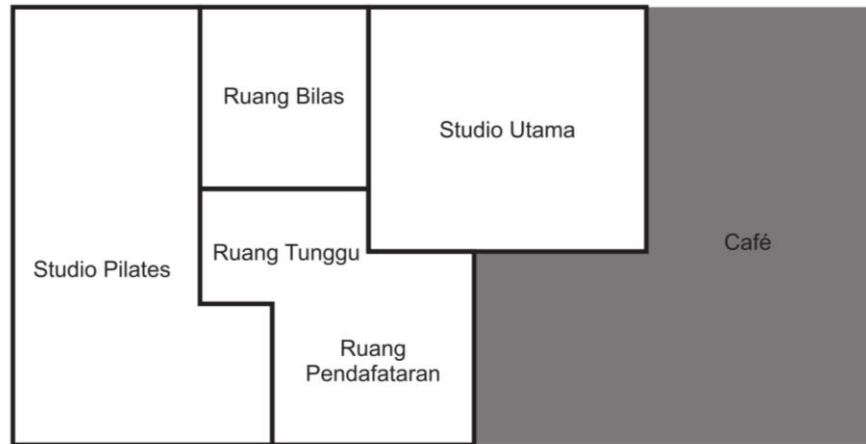 Ruang Bilas
Studio Utama
Café
Ruang Tunggu
Studio Pilates
Ruang
Pendafataran